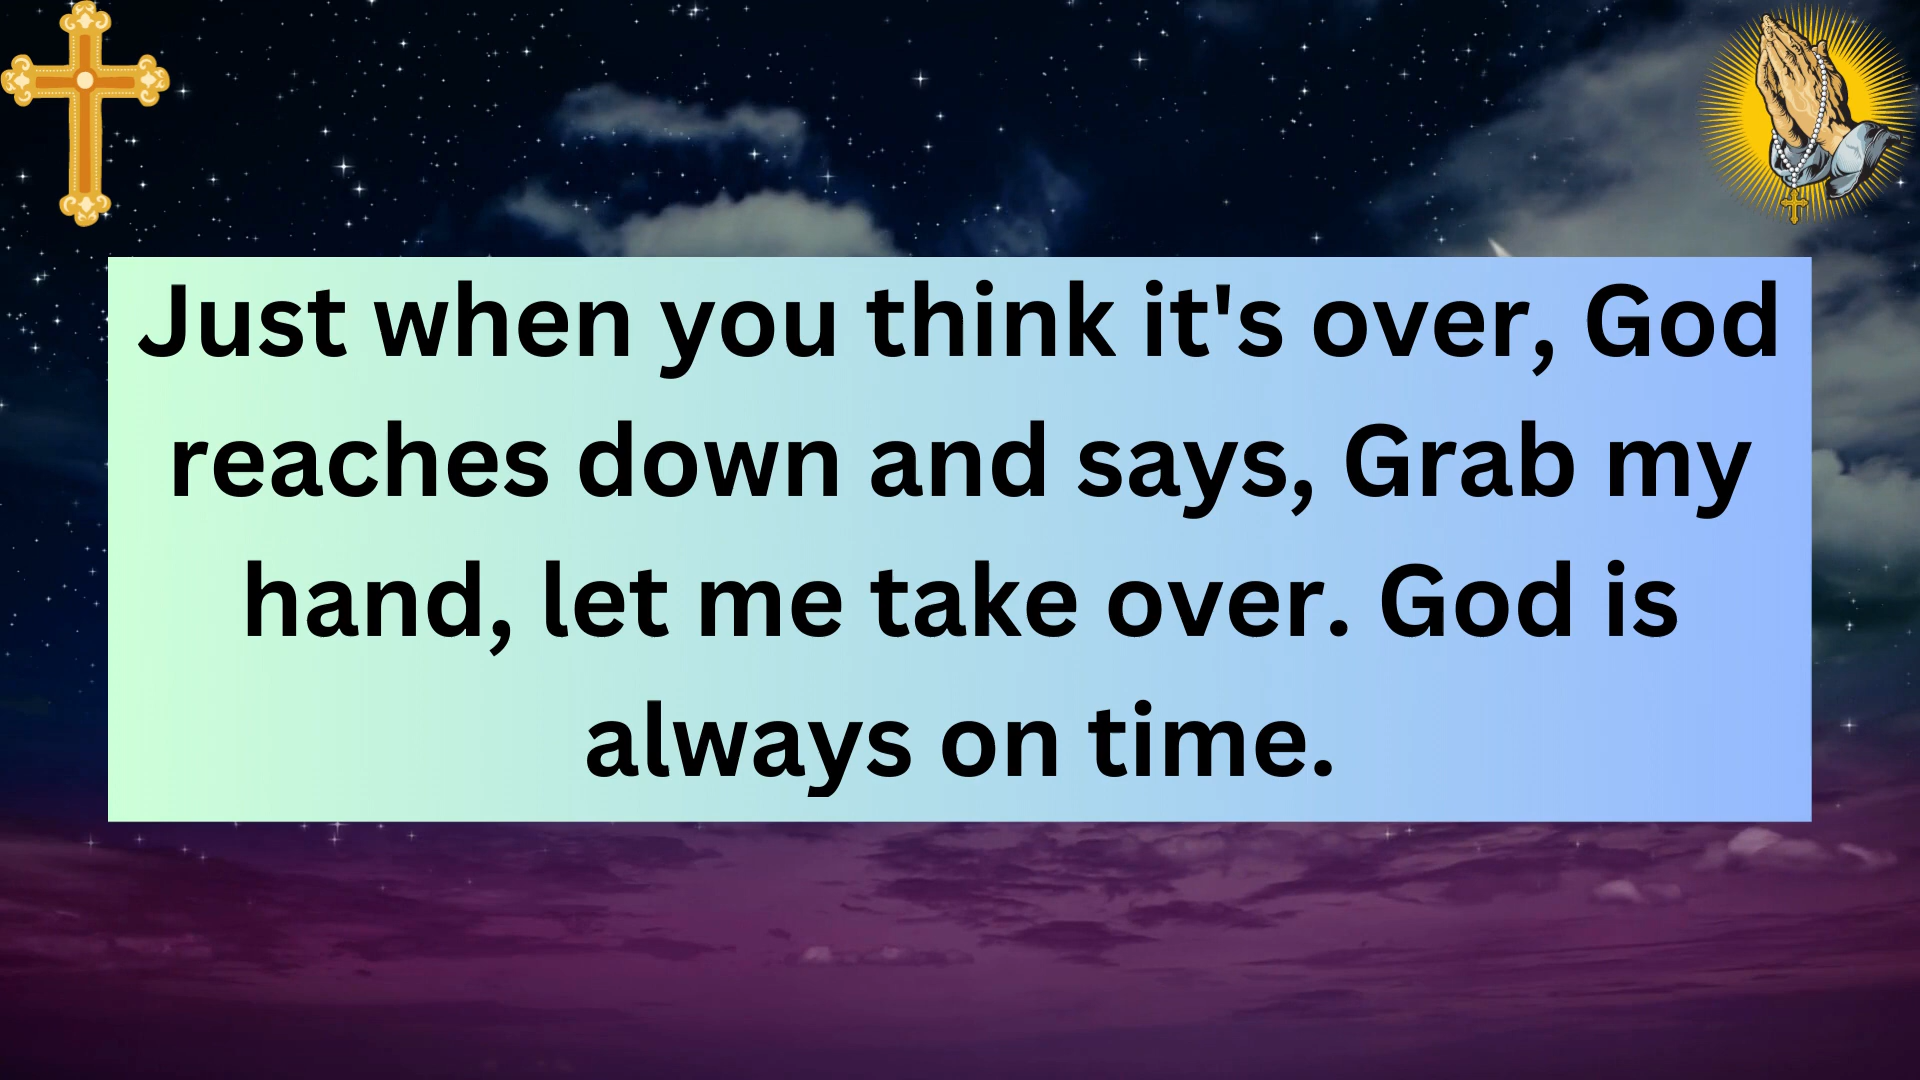 Just when you think it's over, God
reaches down and says, Grab my
hand, let me take over. God is
always on time.